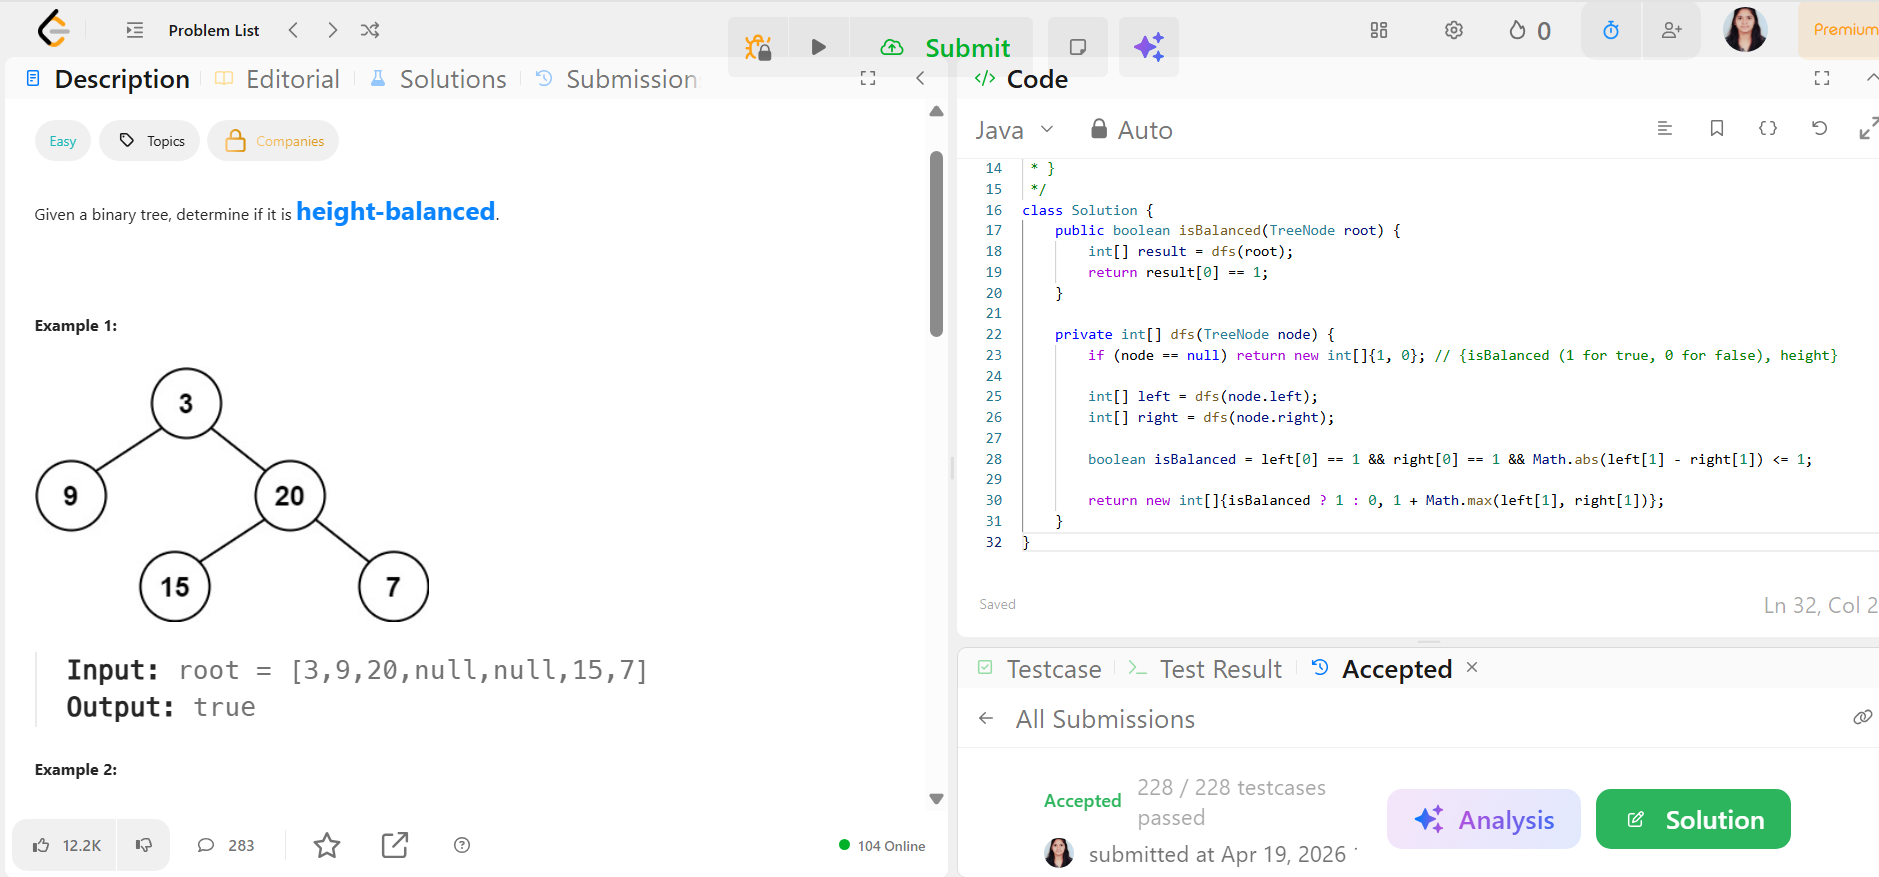 Problem List
Submit
0
Premium
Description
Editorial
Solutions
Submission
Code
Easy
Topics
Companies
Given a binary tree, determine if it is height-balanced.
Example 1:
3
9
20
15
7
Input: root = [3,9,20,null,null,15,7]
Output: true
Example 2:
12.2K
283
104 Online
Java
Auto
14 * }
15 */
16 class Solution {
17 public boolean isBalanced(TreeNode root) {
18 int[] result = dfs(root);
19 return result[0] == 1;
20 }
21
22 private int[] dfs(TreeNode node) {
23 if (node == null) return new int[]{1, 0}; // {isBalanced (1 for true, 0 for false), height}
24
25 int[] left = dfs(node.left);
26 int[] right = dfs(node.right);
27
28 boolean isBalanced = left[0] == 1 && right[0] == 1 && Math.abs(left[1] - right[1]) <= 1;
29
30 return new int[]{isBalanced ? 1 : 0, 1 + Math.max(left[1], right[1])};
31 }
32 }
Saved
Ln 32, Col 2
Testcase
Test Result
Accepted
All Submissions
Accepted
228 / 228 testcases
passed
submitted at Apr 19, 2026
Analysis
Solution